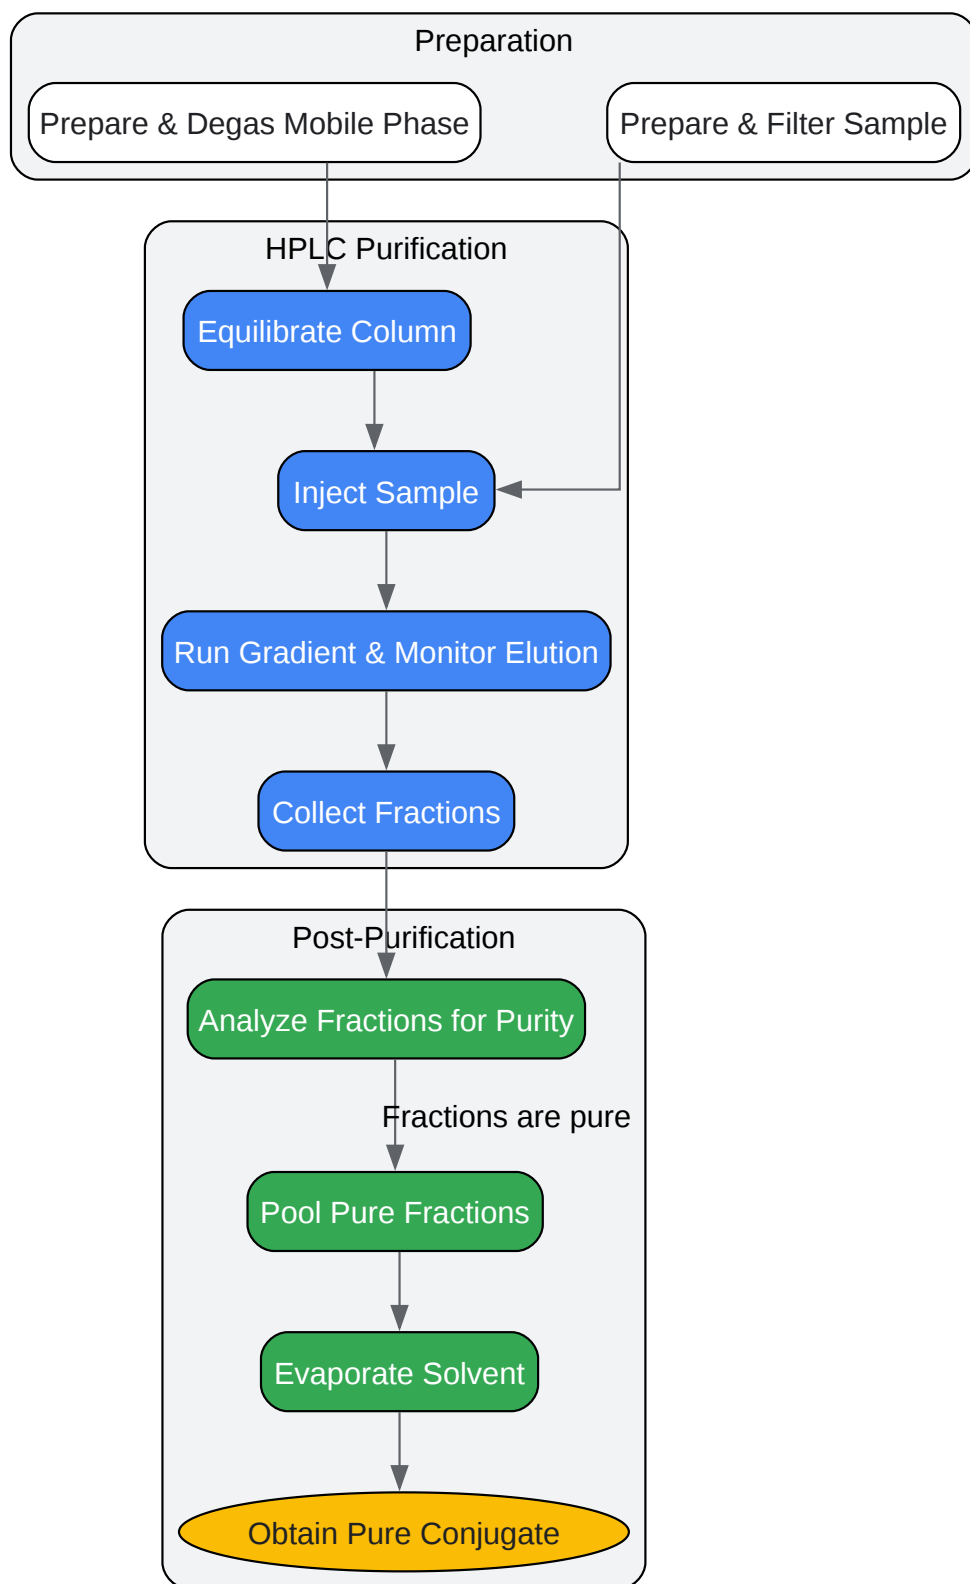 Preparation
Prepare & Degas Mobile Phase
Prepare & Filter Sample
HPLC Purification
Equilibrate Column
Inject Sample
Run Gradient & Monitor Elution
Collect Fractions
Post-Purification
Analyze Fractions for Purity
Fractions are pure
Pool Pure Fractions
Evaporate Solvent
Obtain Pure Conjugate